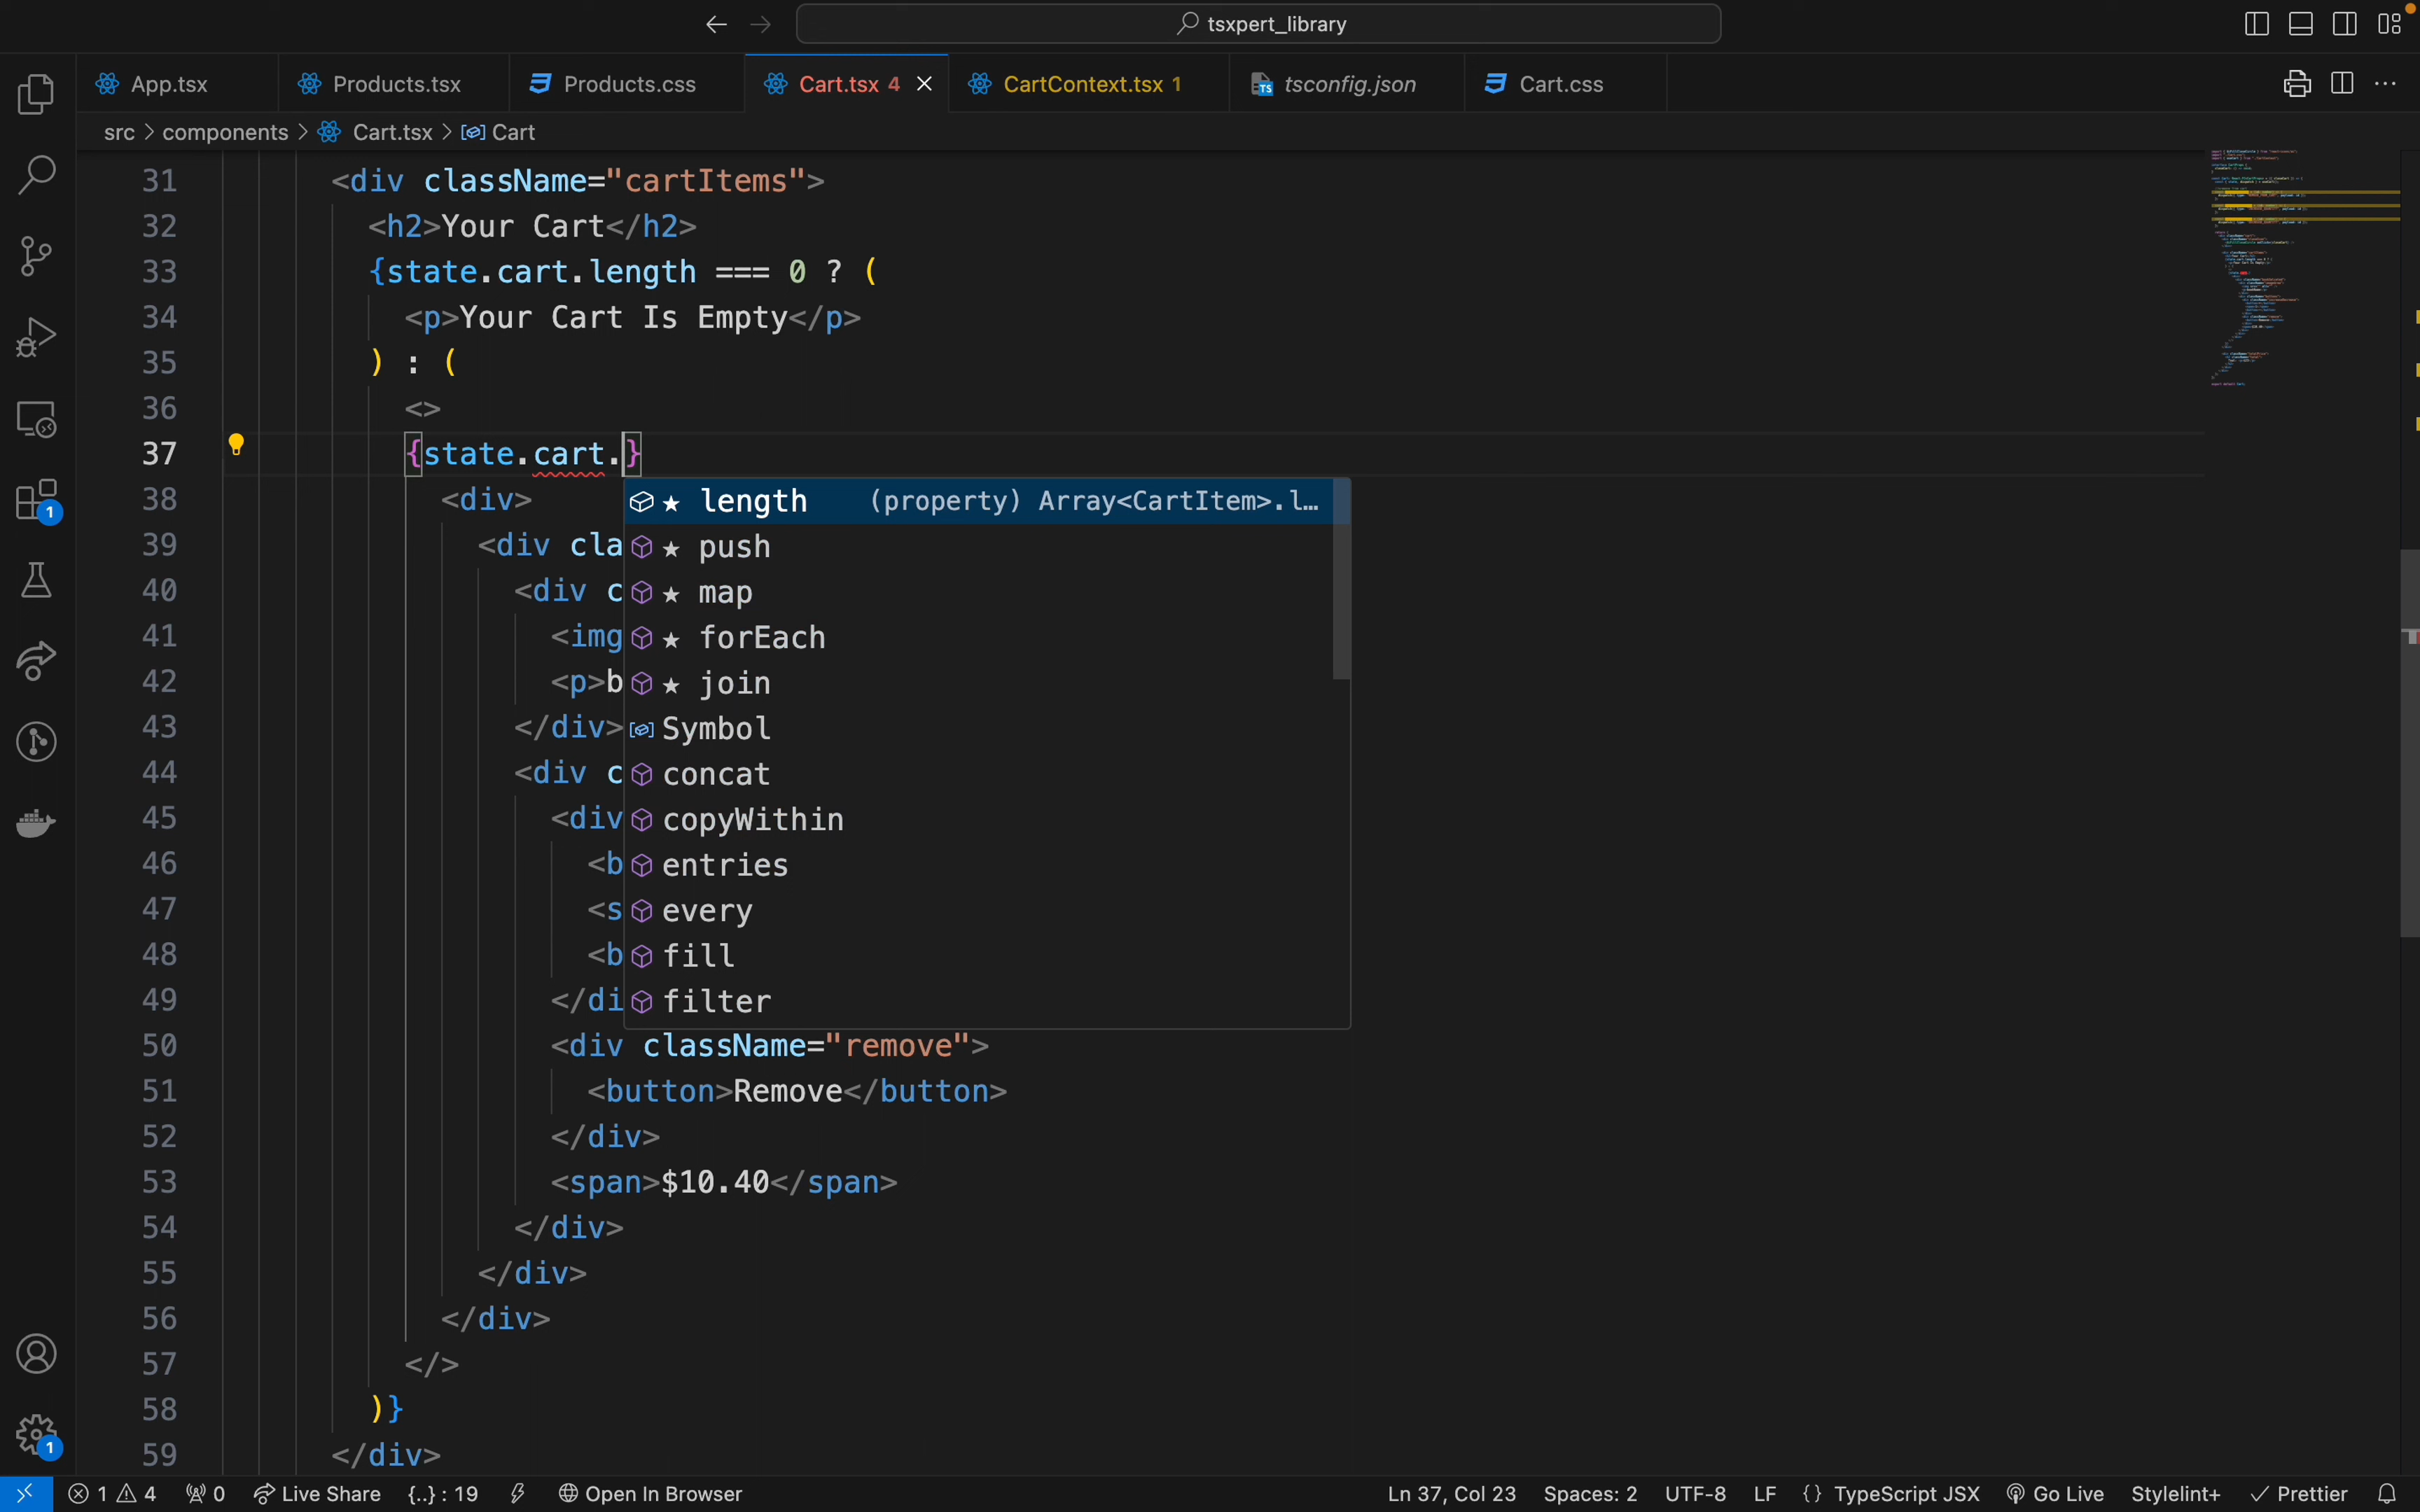 tsxpert_library
App.tsx
Products.tsx
Products.css
Cart.tsx 4
CartContext.tsx 1
tsconfig.json
Cart.css
src > components > Cart.tsx > Cart
31 <div className="cartItems">
32 <h2>Your Cart</h2>
33 {state.cart.length === 0 ? (
34 <p>Your Cart Is Empty</p>
35 ) : (
36 <>
37 {state.cart.}
38 <div>
length (property) Array<CartItem>.l…
39 <div cla
push
40 <div c
map
41 <img
forEach
42 <p>b
join
43 </div>
Symbol
44 <div c
concat
45 <div
copyWithin
46 <b
entries
47 <s
every
48 <b
fill
49 </di
filter
50 <div className="remove">
51 <button>Remove</button>
52 </div>
53 <span>$10.40</span>
54 </div>
55 </div>
56 </div>
57 </>
58 )}
59 </div>
1
1
1 4 0 Live Share {..} : 19 Open In Browser Ln 37, Col 23 Spaces: 2 UTF-8 LF {} TypeScript JSX Go Live Stylelint+ Prettier